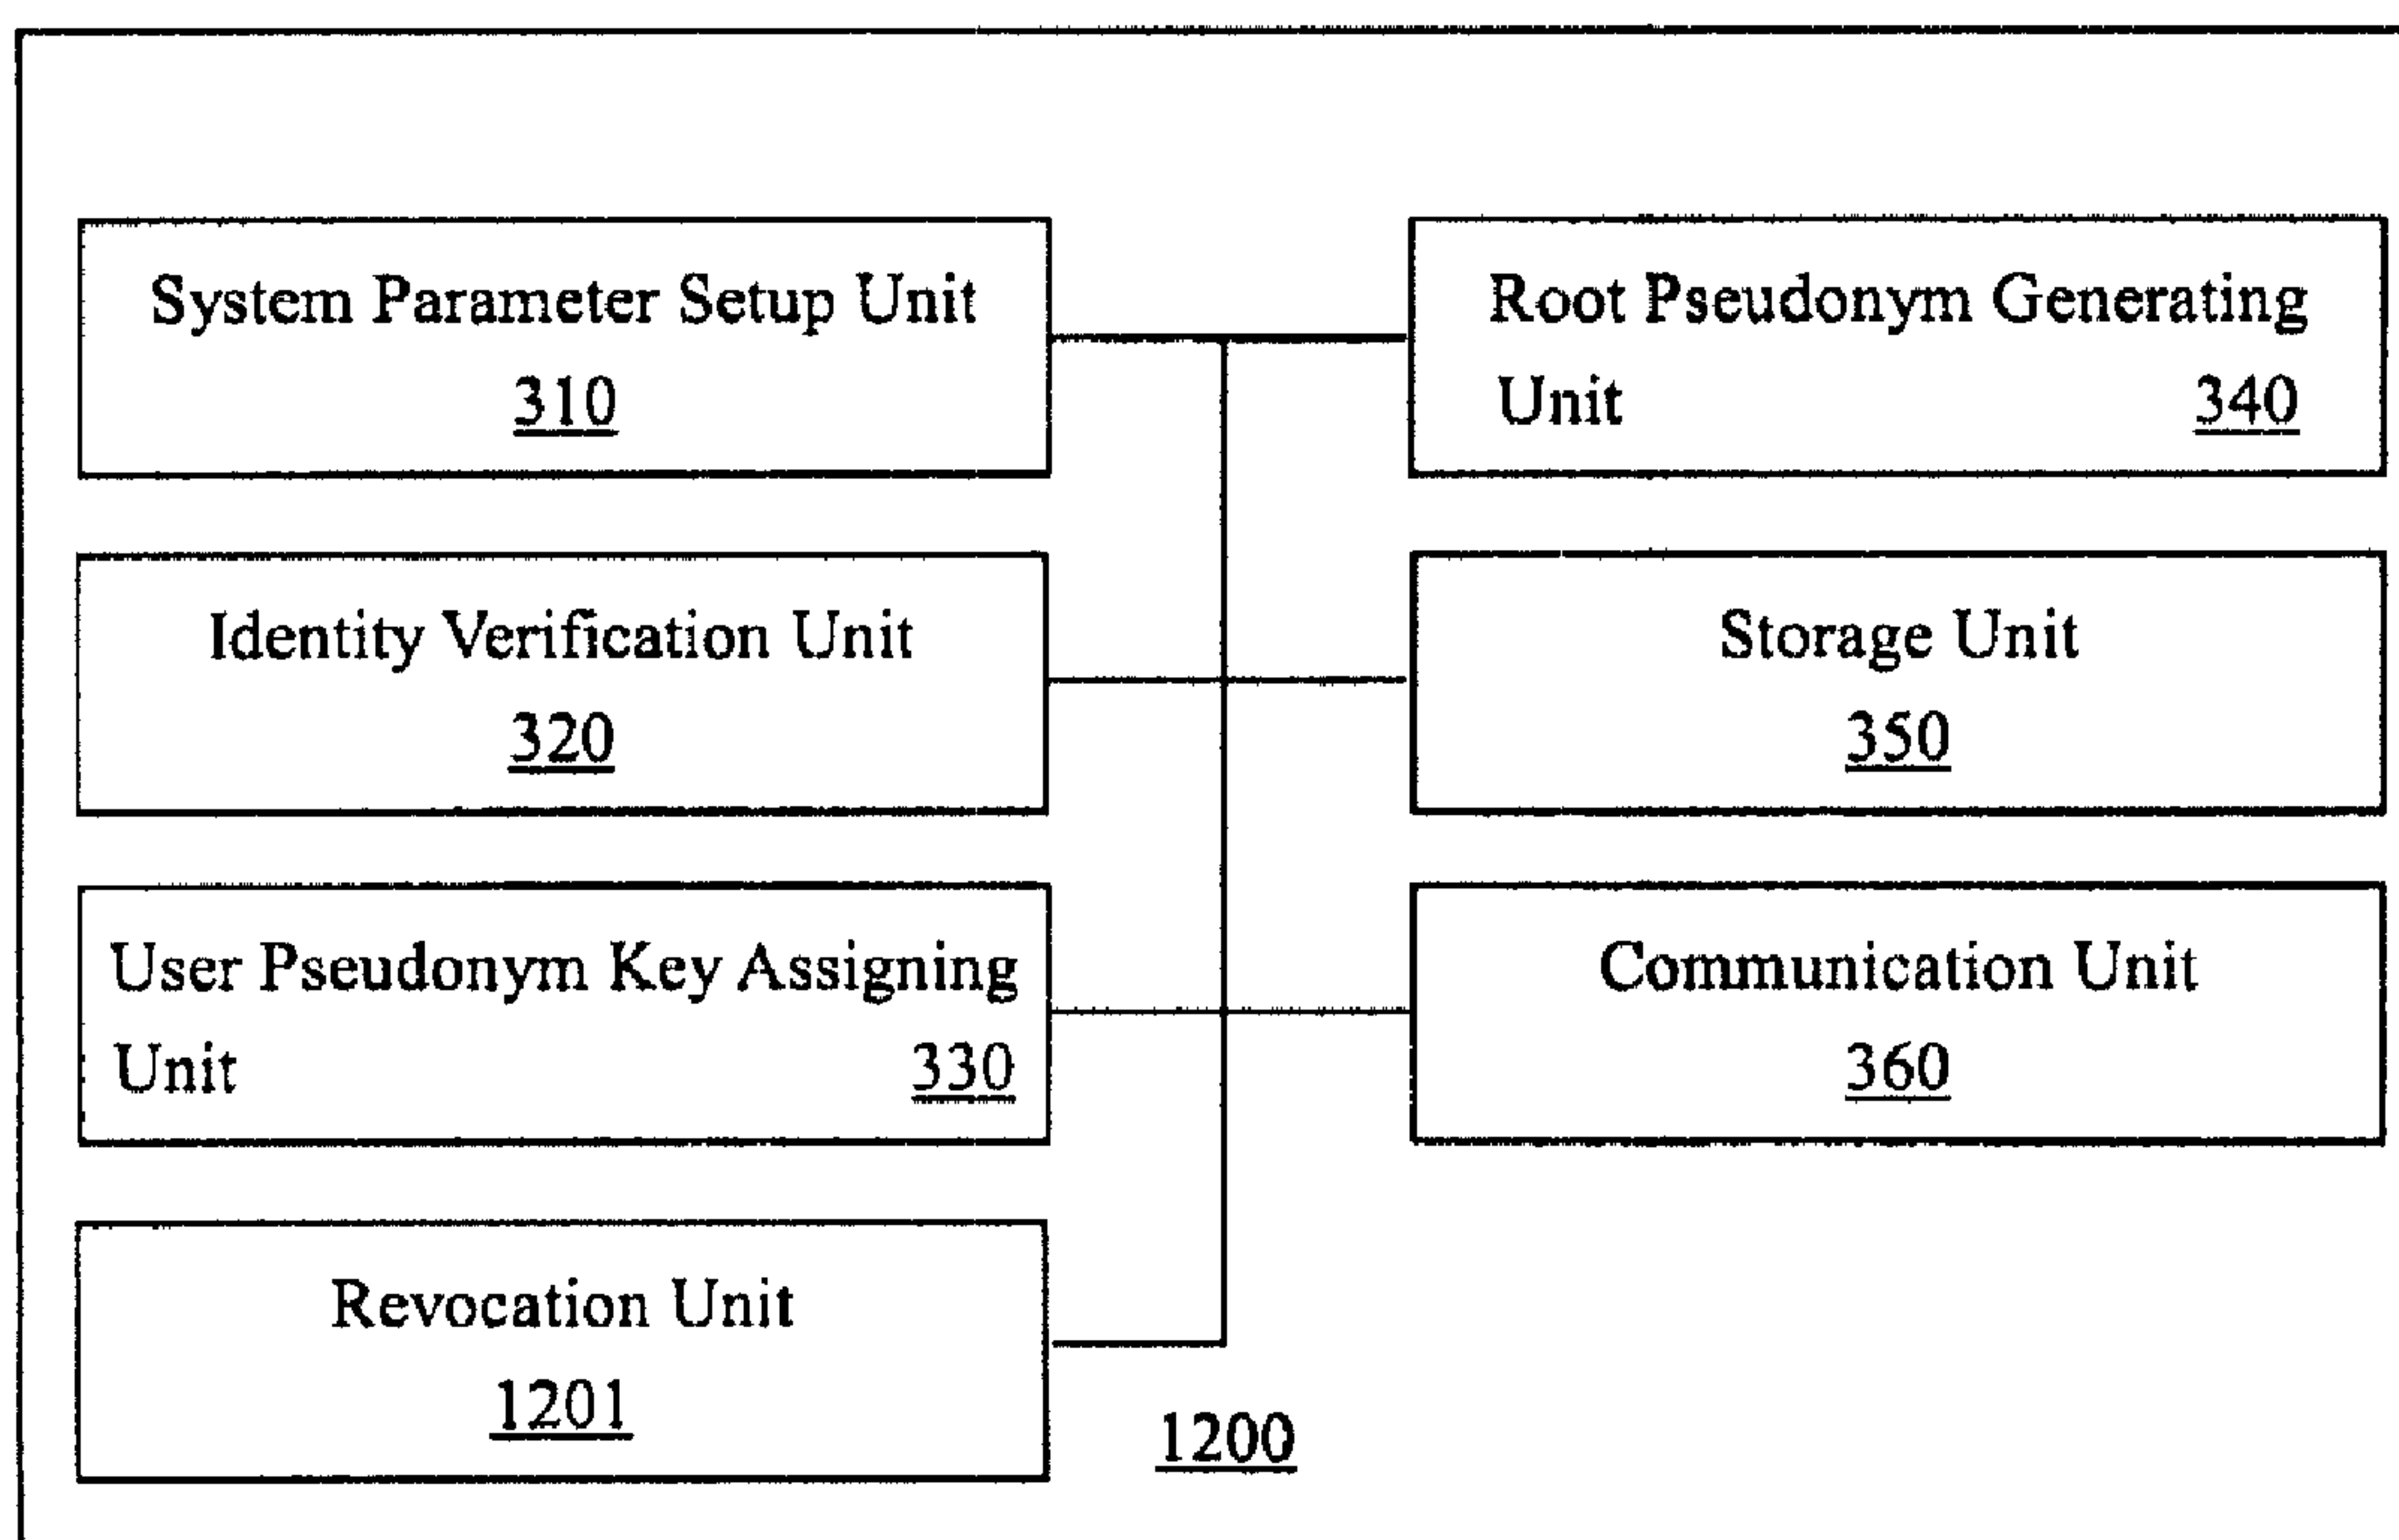 System Parameter Setup Unit
310
Root Pseudonym Generating
Unit 340
Identity Verification Unit
320
Storage Unit
350
User Pseudonym Key Assigning
Unit 330
Communication Unit
360
Revocation Unit
1201
1200